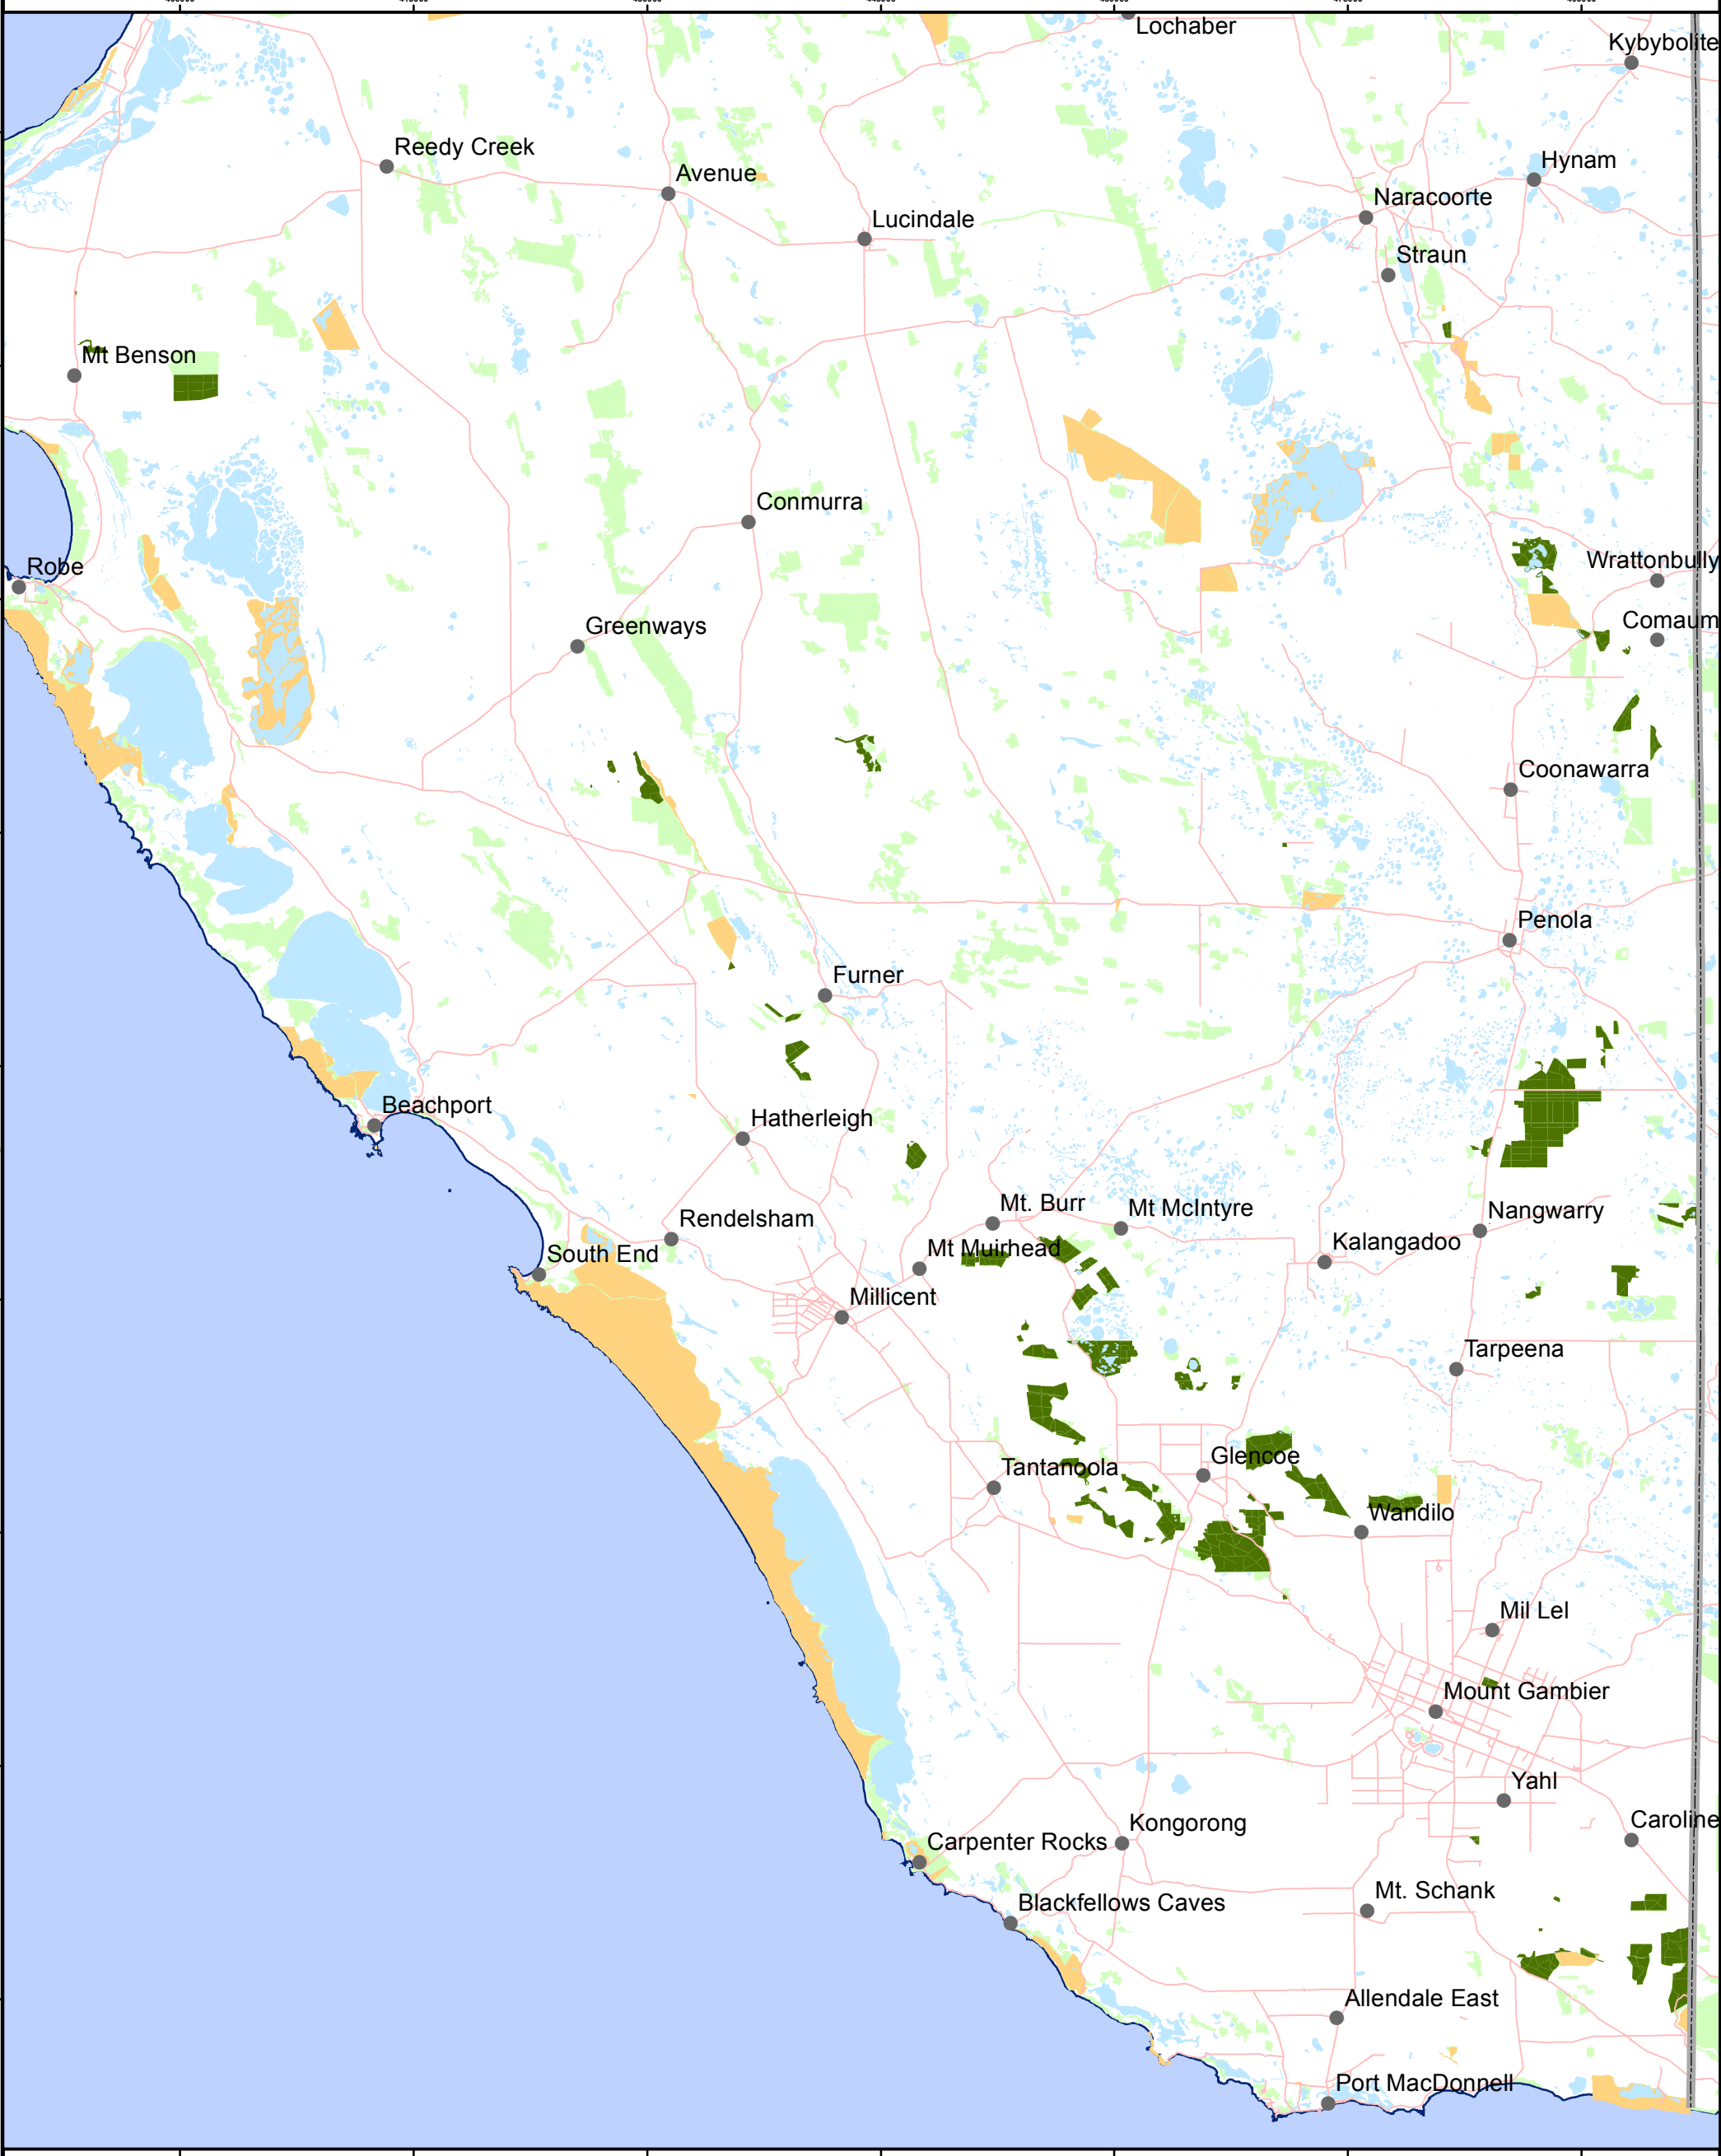 Lochaber
Kybybolite
Reedy Creek
Avenue
Hynam
Naracoorte
Lucindale
Straun
Mt Benson
Conmurra
Robe
Wrattonbully
Greenways
Comaum
Coonawarra
Penola
Furner
Beachport
Hatherleigh
Mt. Burr
Mt McIntyre
Nangwarry
Rendelsham
Kalangadoo
Mt Muirhead
South End
Millicent
Tarpeena
Glencoe
Tantanoola
Wandilo
Mil Lel
Mount Gambier
Yahl
Caroline
Kongorong
Carpenter Rocks
Mt. Schank
Blackfellows Caves
Allendale East
Port MacDonnell